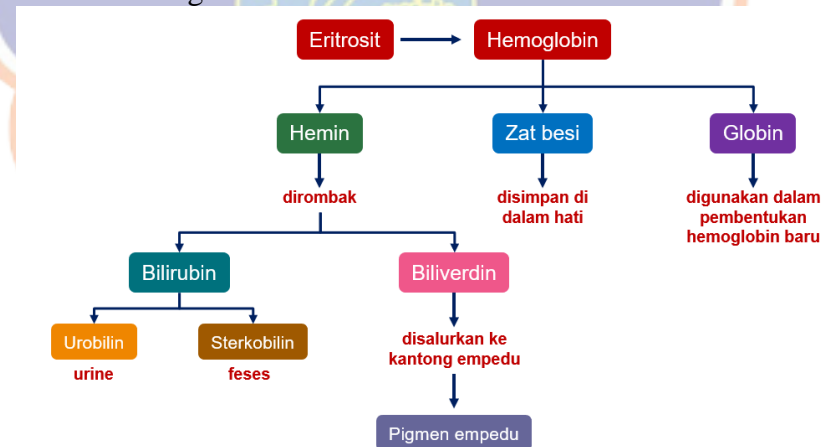 Eritrosit
Hemoglobin
Hemin
Zat besi
Globin
dirombak
disimpan di
dalam hati
digunakan dalam
pembentukan
hemoglobin baru
Bilirubin
Biliverdin
Urobilin
Sterkobilin
urine
feses
disalurkan ke
kantong empedu
Pigmen empedu